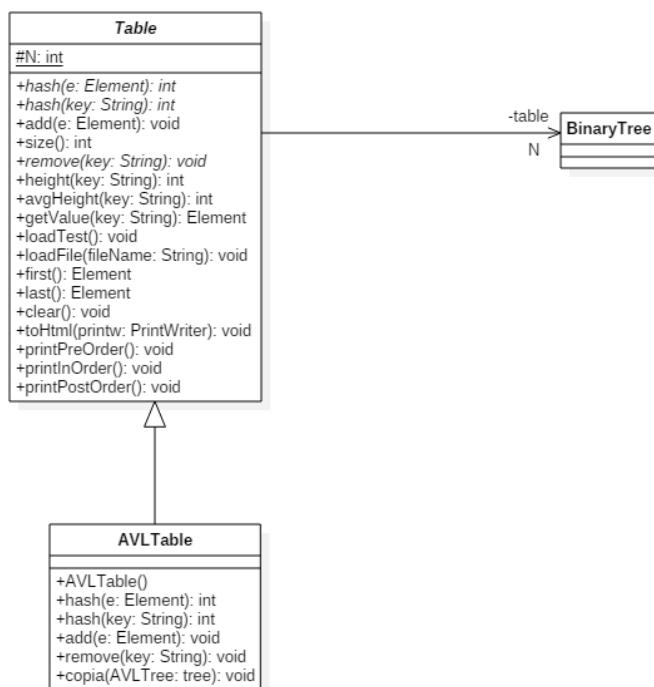 Table
#N: int
+hash(e: Element): int
+hash(key: String): int
+add(e: Element): void
+size(): int
+remove(key: String): void
+height(key: String): int
+avgHeight(key: String): int
+getValue(key: String): Element
+loadTest(): void
+loadFile(fileName: String): void
+first(): Element
+last(): Element
+clear(): void
+toHtml(printw: PrintWriter): void
+printPreOrder(): void
+printInOrder(): void
+printPostOrder(): void
-table
N
BinaryTree
AVLTable
+AVLTable()
+hash(e: Element): int
+hash(key: String): int
+add(e: Element): void
+remove(key: String): void
+copia(AVLTree: tree): void